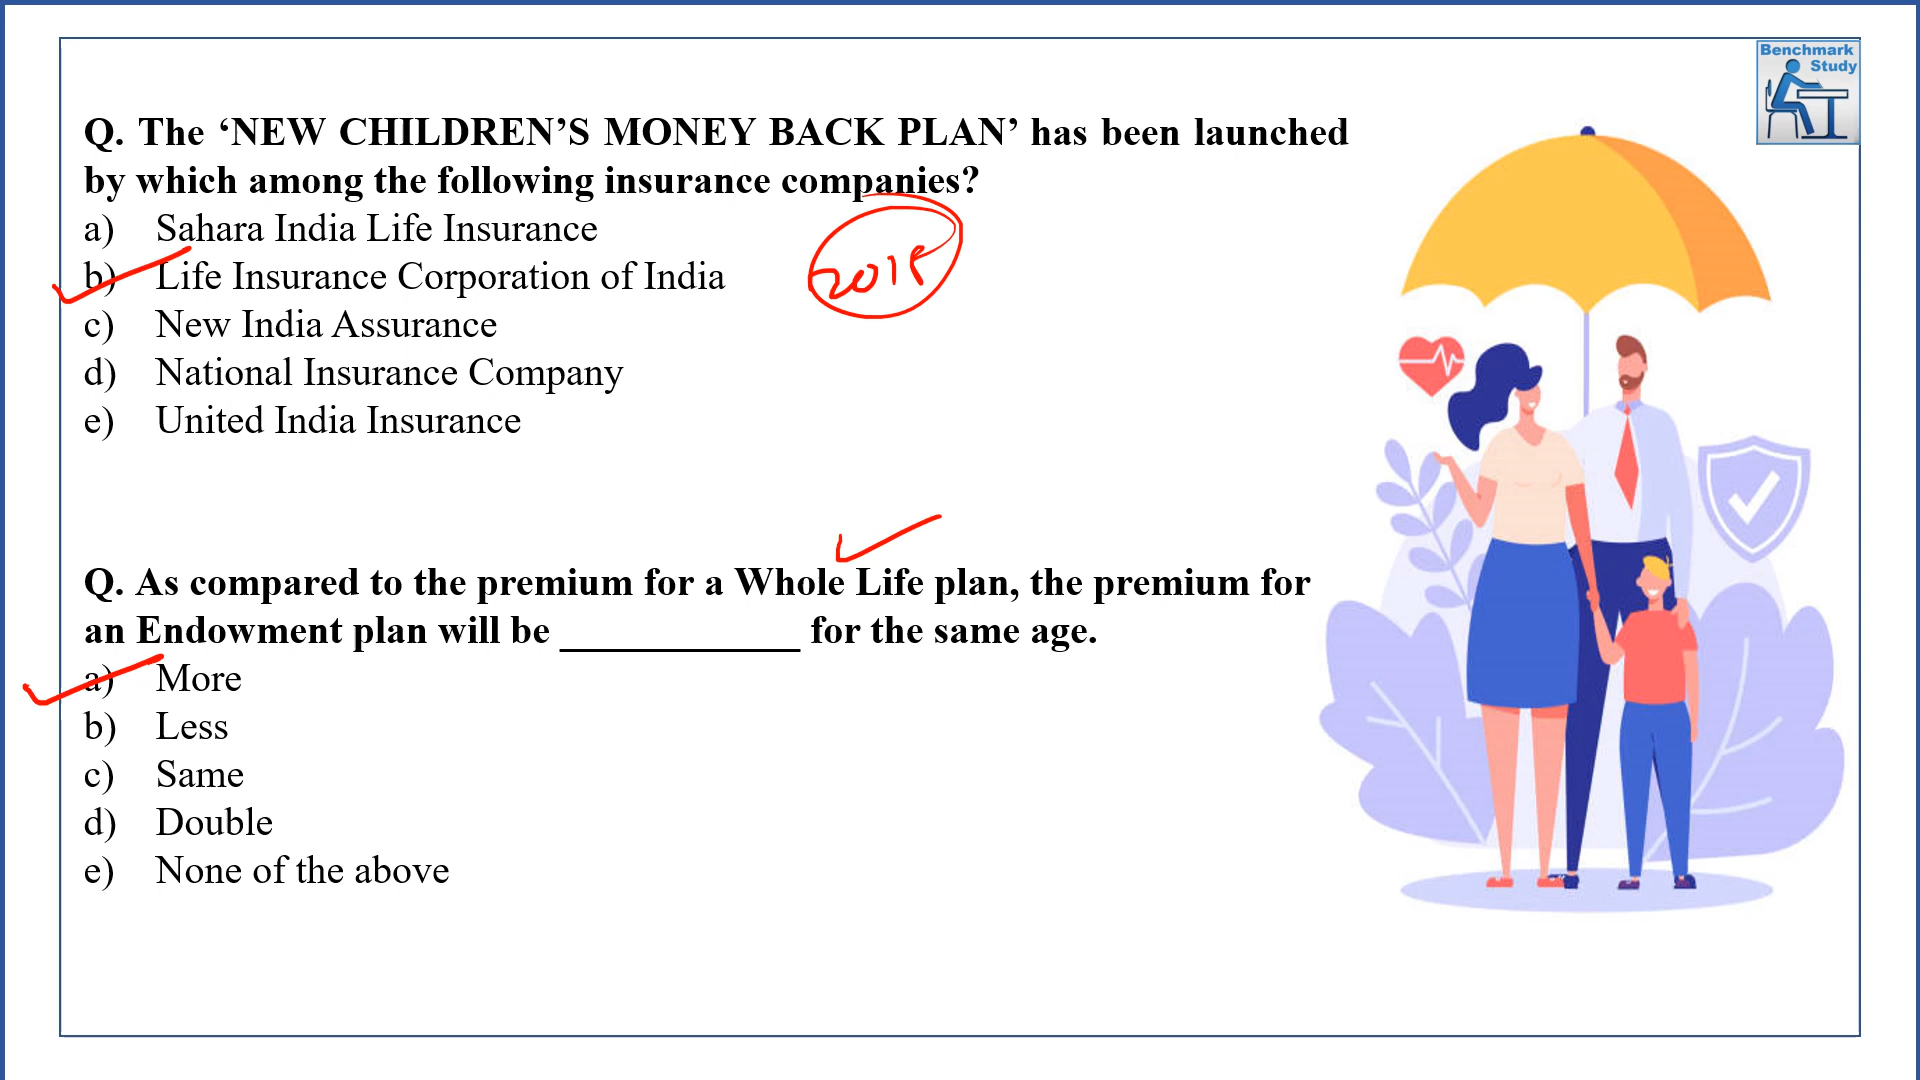 Benchmark
Study
Q. The ‘NEW CHILDREN’S MONEY BACK PLAN’ has been launched
by which among the following insurance companies?
a) Sahara India Life Insurance
b) Life Insurance Corporation of India
c) New India Assurance
d) National Insurance Company
e) United India Insurance
Q. As compared to the premium for a Whole Life plan, the premium for
an Endowment plan will be ____________ for the same age.
a) More
b) Less
c) Same
d) Double
e) None of the above